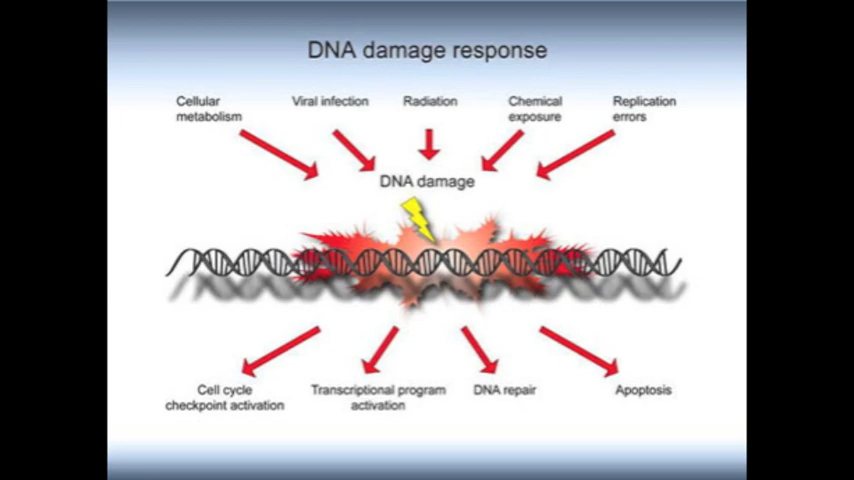 DNA damage response
Cellular
metabolism
Viral infection
Radiation
Chemical
exposure
Replication
errors
DNA damage
Cell cycle
checkpoint activation
Transcriptional program
activation
DNA repair
Apoptosis